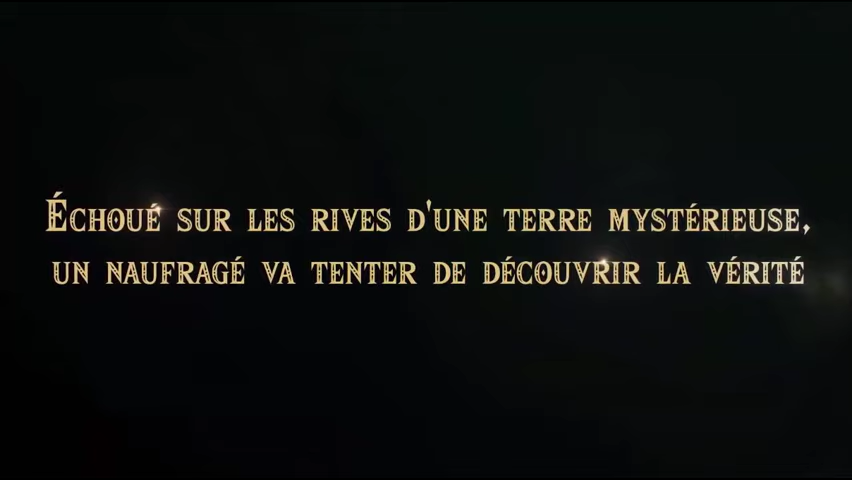 Échoué sur les rives d'une terre mystérieuse,
un naufragé va tenter de découvrir la vérité